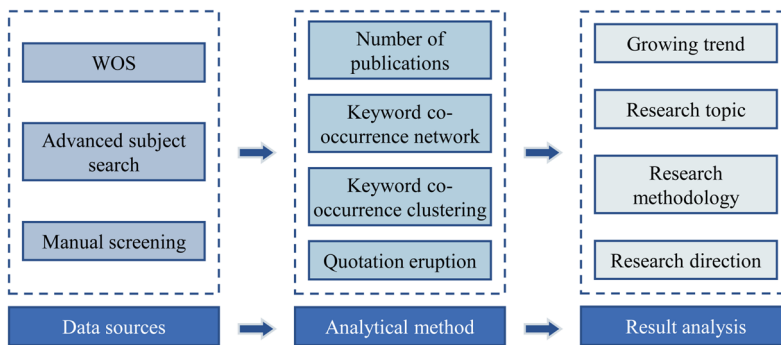 WOS
Advanced subject
search
Manual screening
Data sources
Number of
publications
Keyword co-
occurrence network
Keyword co-
occurrence clustering
Quotation eruption
Analytical method
Growing trend
Research topic
Research
methodology
Research direction
Result analysis